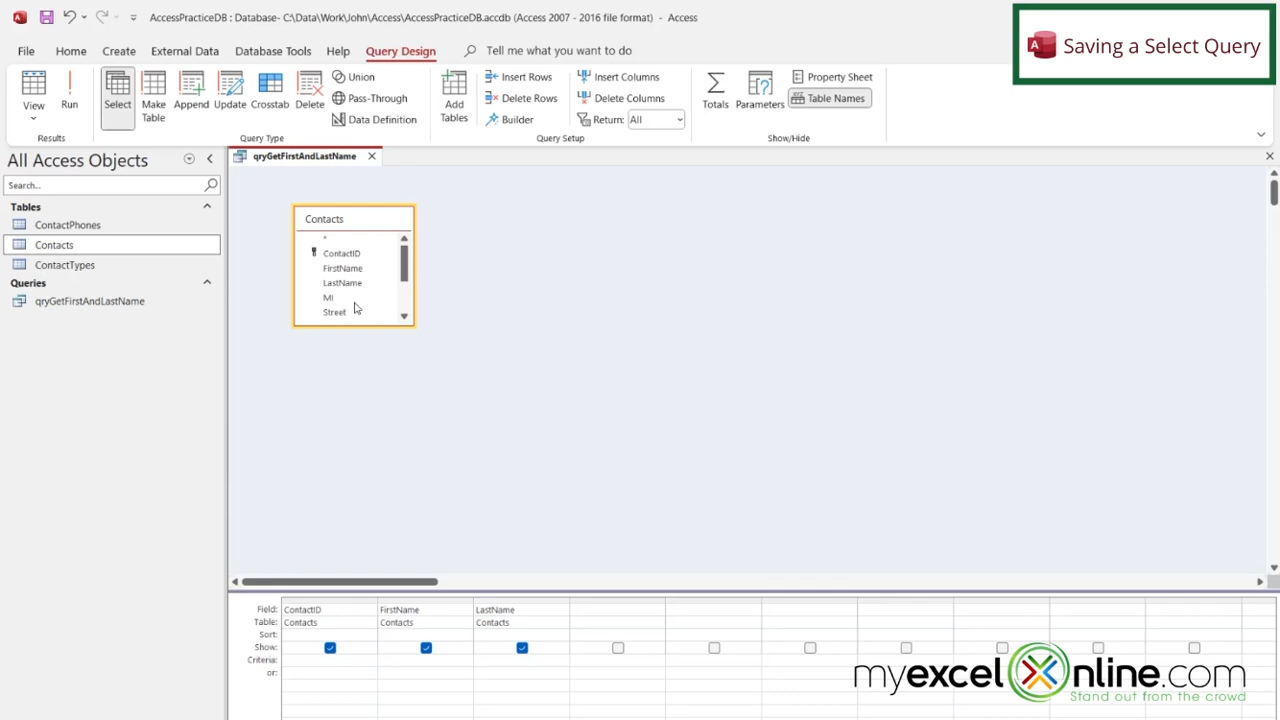 AccessPracticeDB : Database- C:\Data\Work\John\Access\AccessPracticeDB.accdb (Access 2007 - 2016 file format) - Access
Saving a Select Query
File Home Create External Data Database Tools Help Query Design Tell me what you want to do
View
Run
Results
Select
Make Table
Append
Update
Crosstab
Delete
Union
Pass-Through
Data Definition
Query Type
Add Tables
Insert Rows
Delete Rows
Builder
Insert Columns
Delete Columns
Return: All
Query Setup
Totals
Parameters
Property Sheet
Table Names
Show/Hide
All Access Objects
Search..
Tables
ContactPhones
Contacts
ContactTypes
Queries
qryGetFirstAndLastName
qryGetFirstAndLastName
Contacts
*
ContactID
FirstName
LastName
MI
Street
Field: ContactID FirstName LastName
Table: Contacts Contacts Contacts
Sort:
Show:
Criteria:
or:
myexcelonline.com
Stand out from the crowd